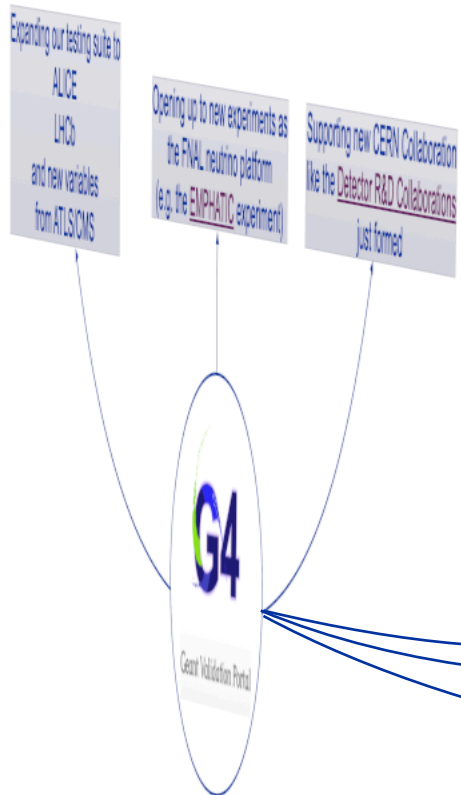 Expanding our testing suite to
ALICE
LHCb
and new variables
from ATLS/CMS
Opening up to new experiments as
the FNAL neutrino platform
(e.g. the EMPHATIC experiment)
Supporting new CERN Collaboration
like the Detector R&D Collaborations
just formed
G4
Geant Validation Portal